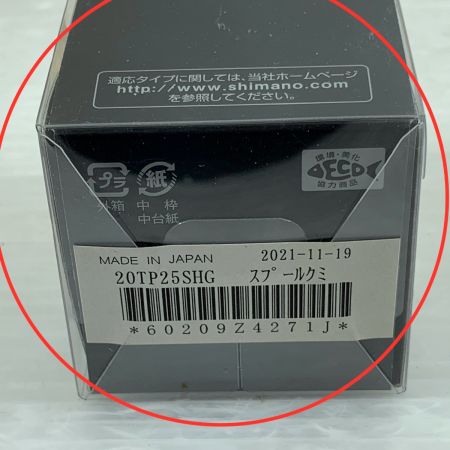 適応タイプに関しては、当社ホームページ
http://www.shimano.com
を参照してください。
環境・美化
DECO
協力商品
プラ 紙
外箱 中枠
中台紙
MADE IN JAPAN 2021-11-19
20TP25SHG ｽﾌﾟｰﾙｸﾐ
*60209Z4271J*